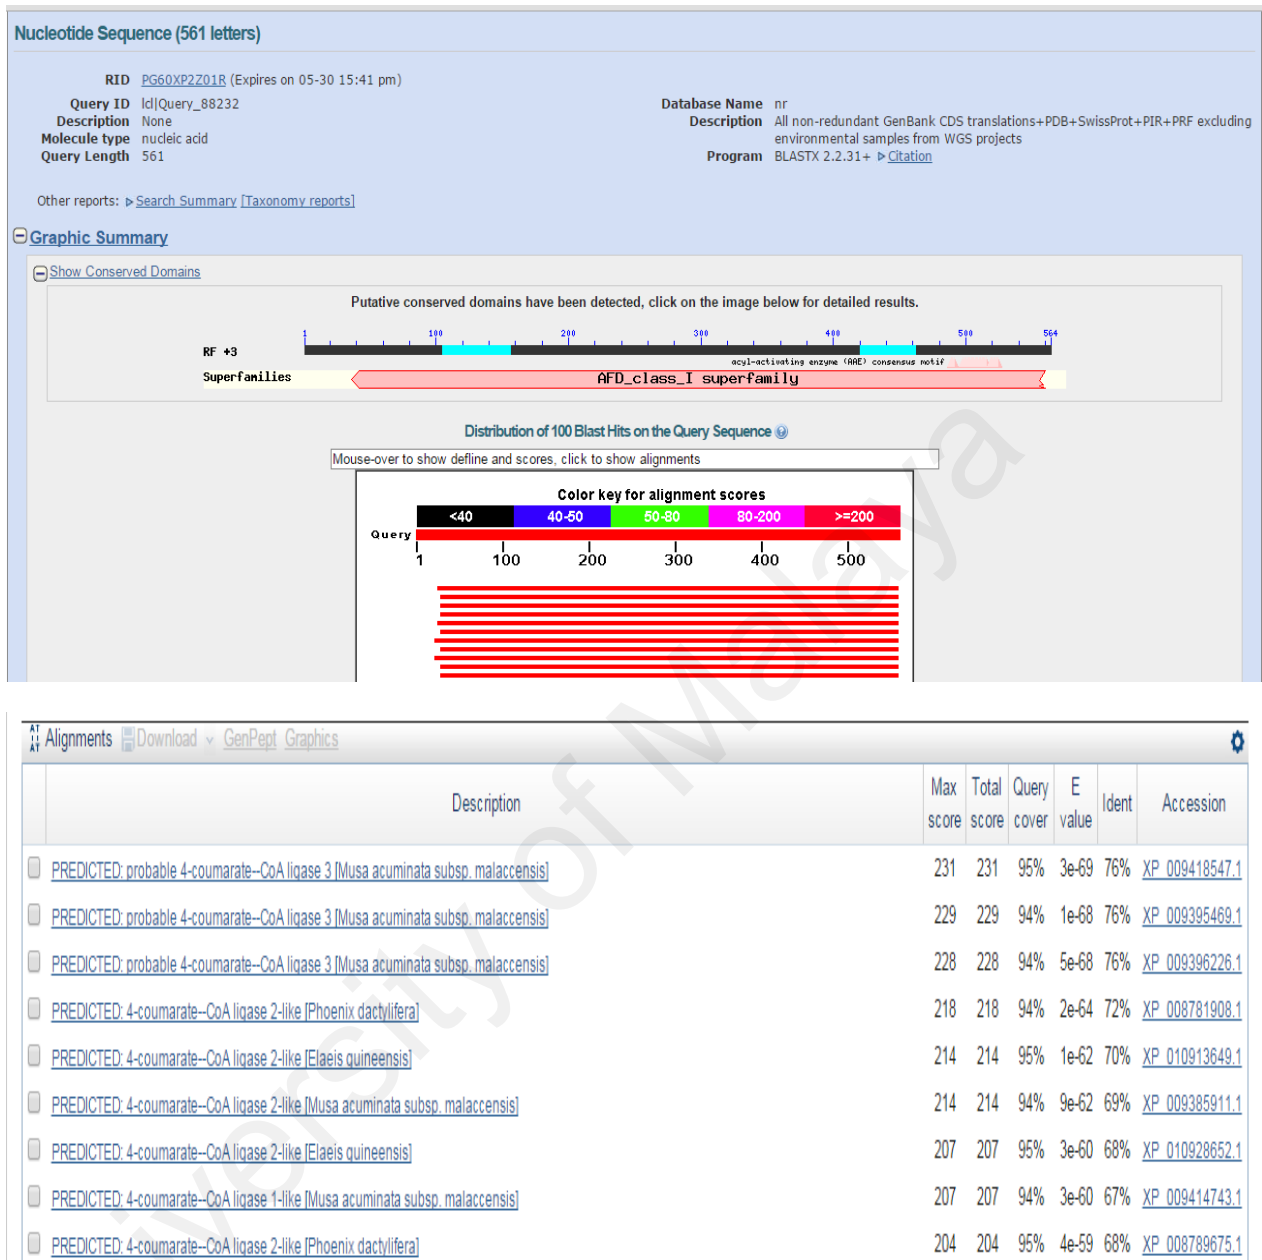 Nucleotide Sequence (561 letters)
RID PG60XP2Z01R (Expires on 05-30 15:41 pm)
Query ID lcl|Query_88232
Description None
Molecule type nucleic acid
Query Length 561
Database Name nr
Description All non-redundant GenBank CDS translations+PDB+SwissProt+PIR+PRF excluding
environmental samples from WGS projects
Program BLASTX 2.2.31+ Citation
Other reports: Search Summary [Taxonomy reports]
Graphic Summary
Show Conserved Domains
Putative conserved domains have been detected, click on the image below for detailed results.
1 100 200 300 400 500 564
RF +3
acyl-activating enzyme (AAE) consensus motif
Superfamilies AFD_class_I superfamily
Distribution of 100 Blast Hits on the Query Sequence
Mouse-over to show defline and scores, click to show alignments
Color key for alignment scores
<40 40-50 50-80 80-200 >=200
Query
1 100 200 300 400 500
Alignments Download GenPept Graphics
Description Max score Total score Query cover E value Ident Accession
PREDICTED: probable 4-coumarate--CoA ligase 3 [Musa acuminata subsp. malaccensis] 231 231 95% 3e-69 76% XP_009418547.1
PREDICTED: probable 4-coumarate--CoA ligase 3 [Musa acuminata subsp. malaccensis] 229 229 94% 1e-68 76% XP_009395469.1
PREDICTED: probable 4-coumarate--CoA ligase 3 [Musa acuminata subsp. malaccensis] 228 228 94% 5e-68 76% XP_009396226.1
PREDICTED: 4-coumarate--CoA ligase 2-like [Phoenix dactylifera] 218 218 94% 2e-64 72% XP_008781908.1
PREDICTED: 4-coumarate--CoA ligase 2-like [Elaeis guineensis] 214 214 95% 1e-62 70% XP_010913649.1
PREDICTED: 4-coumarate--CoA ligase 2-like [Musa acuminata subsp. malaccensis] 214 214 94% 9e-62 69% XP_009385911.1
PREDICTED: 4-coumarate--CoA ligase 2-like [Elaeis guineensis] 207 207 95% 3e-60 68% XP_010928652.1
PREDICTED: 4-coumarate--CoA ligase 1-like [Musa acuminata subsp. malaccensis] 207 207 94% 3e-60 67% XP_009414743.1
PREDICTED: 4-coumarate--CoA ligase 2-like [Phoenix dactylifera] 204 204 95% 4e-59 68% XP_008789675.1
iversity of Malaya